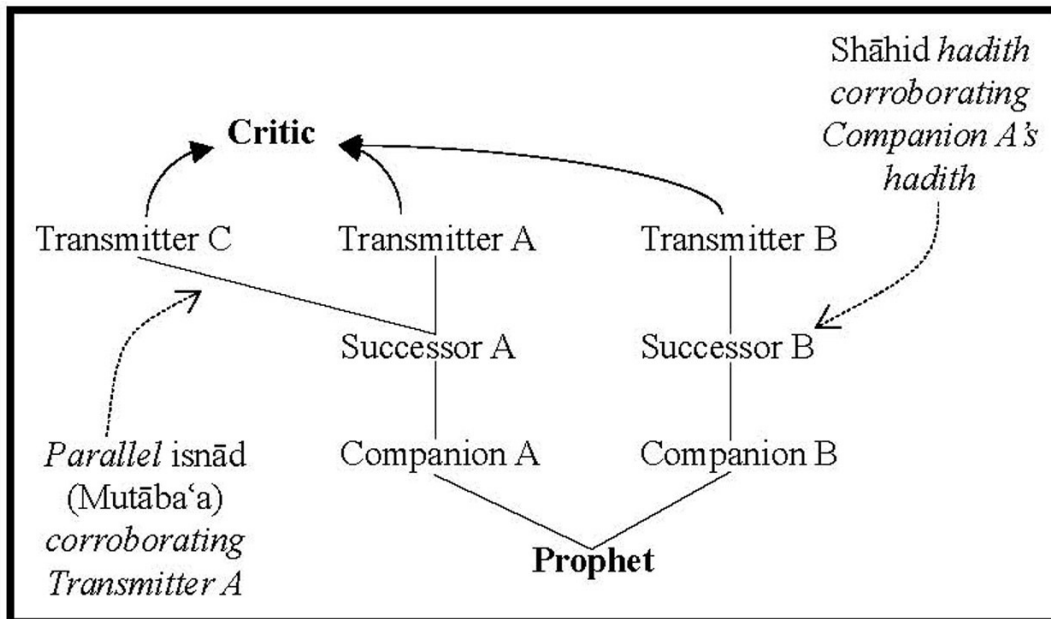 Shāhid hadith
corroborating
Companion A's
hadith
Critic
Transmitter C
Transmitter A
Transmitter B
Successor A
Successor B
Companion A
Companion B
Parallel isnād
(Mutāba‘a)
corroborating
Transmitter A
Prophet